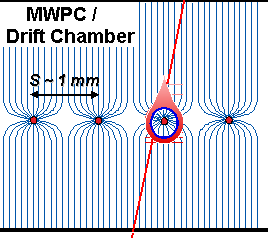 MWPC /
Drift Chamber
S ~ 1 mm